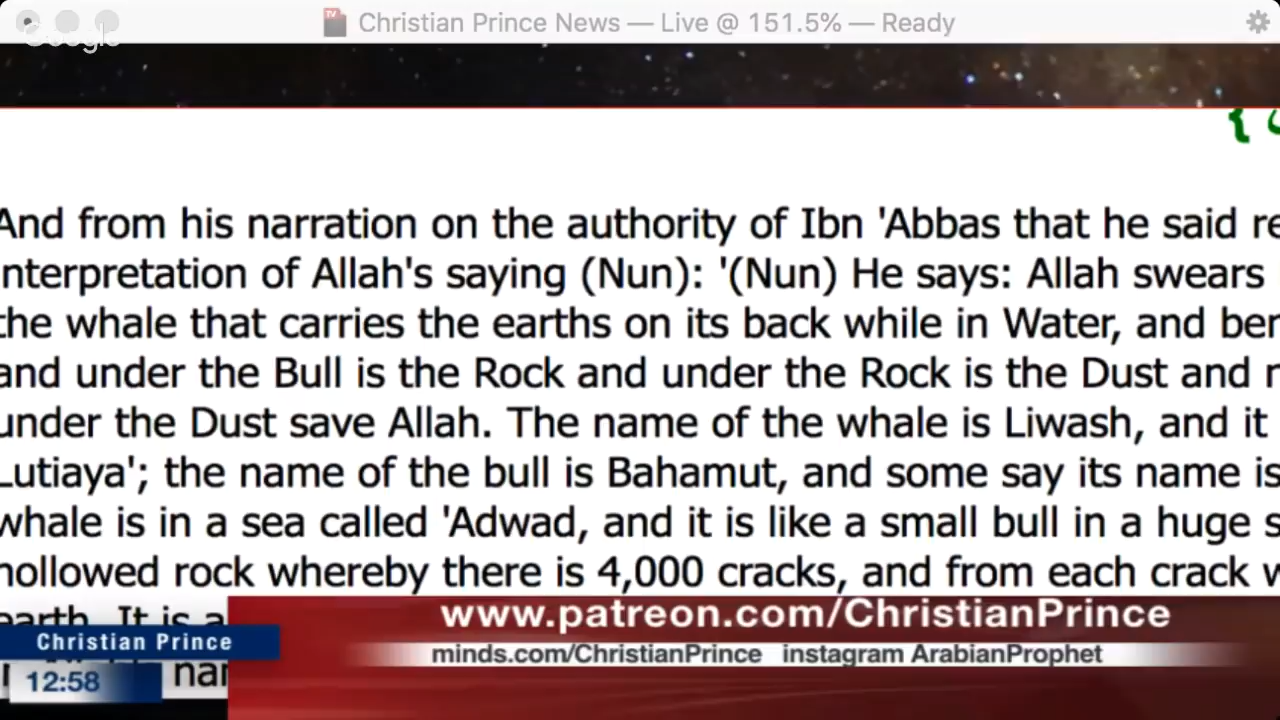 Christian Prince News — Live @ 151.5% — Ready
Google
And from his narration on the authority of Ibn 'Abbas that he said
interpretation of Allah's saying (Nun): '(Nun) He says: Allah swears
the whale that carries the earths on its back while in Water, and
and under the Bull is the Rock and under the Rock is the Dust and
under the Dust save Allah. The name of the whale is Liwash, and it
Lutiaya'; the name of the bull is Bahamut, and some say its name is
whale is in a sea called 'Adwad, and it is like a small bull in a huge
hollowed rock whereby there is 4,000 cracks, and from each crack
earth. It is a
www.patreon.com/ChristianPrince
Christian Prince
minds.com/ChristianPrince instagram ArabianProphet
12:58